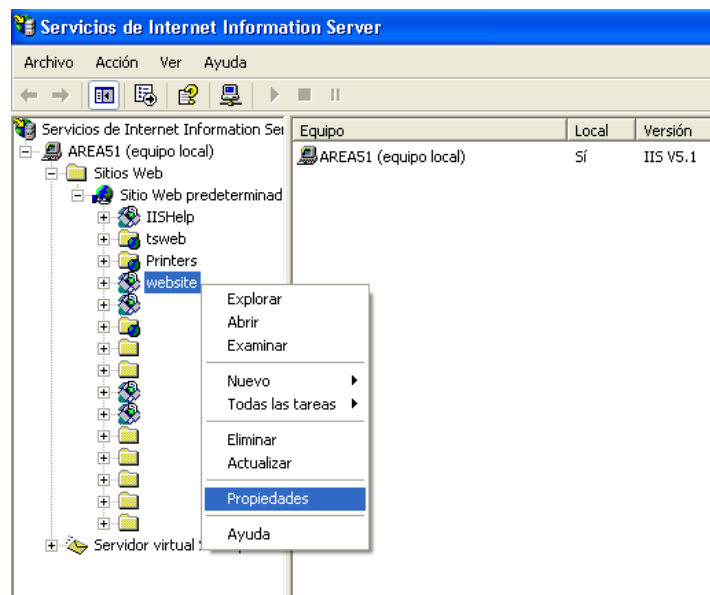 Servicios de Internet Information Server
Archivo Acción Ver Ayuda
Servicios de Internet Information Ser
Equipo Local Versión
AREA51 (equipo local)
AREA51 (equipo local) Sí IIS V5.1
Sitios Web
Sitio Web predeterminad
IISHelp
tsweb
Printers
website
Explorar
Abrir
Examinar
Nuevo
Todas las tareas
Eliminar
Actualizar
Propiedades
Ayuda
Servidor virtual